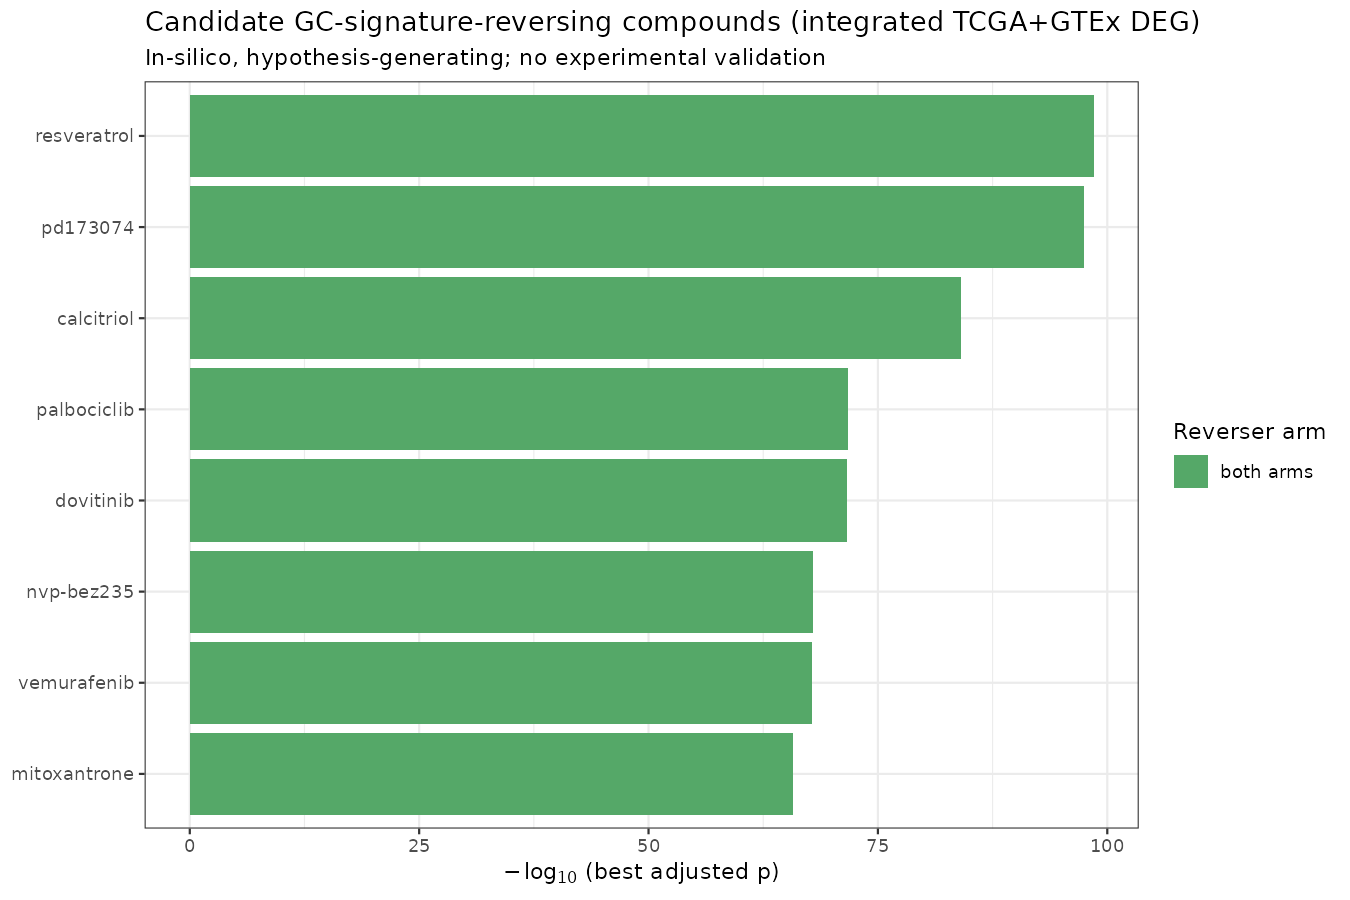 Candidate GC-signature-reversing compounds (integrated TCGA+GTEx DEG)
In-silico, hypothesis-generating; no experimental validation
resveratrol
pd173074
calcitriol
palbociclib
dovitinib
nvp-bez235
vemurafenib
mitoxantrone
0 25 50 75 100
−log₁₀ (best adjusted p)
Reverser arm
both arms